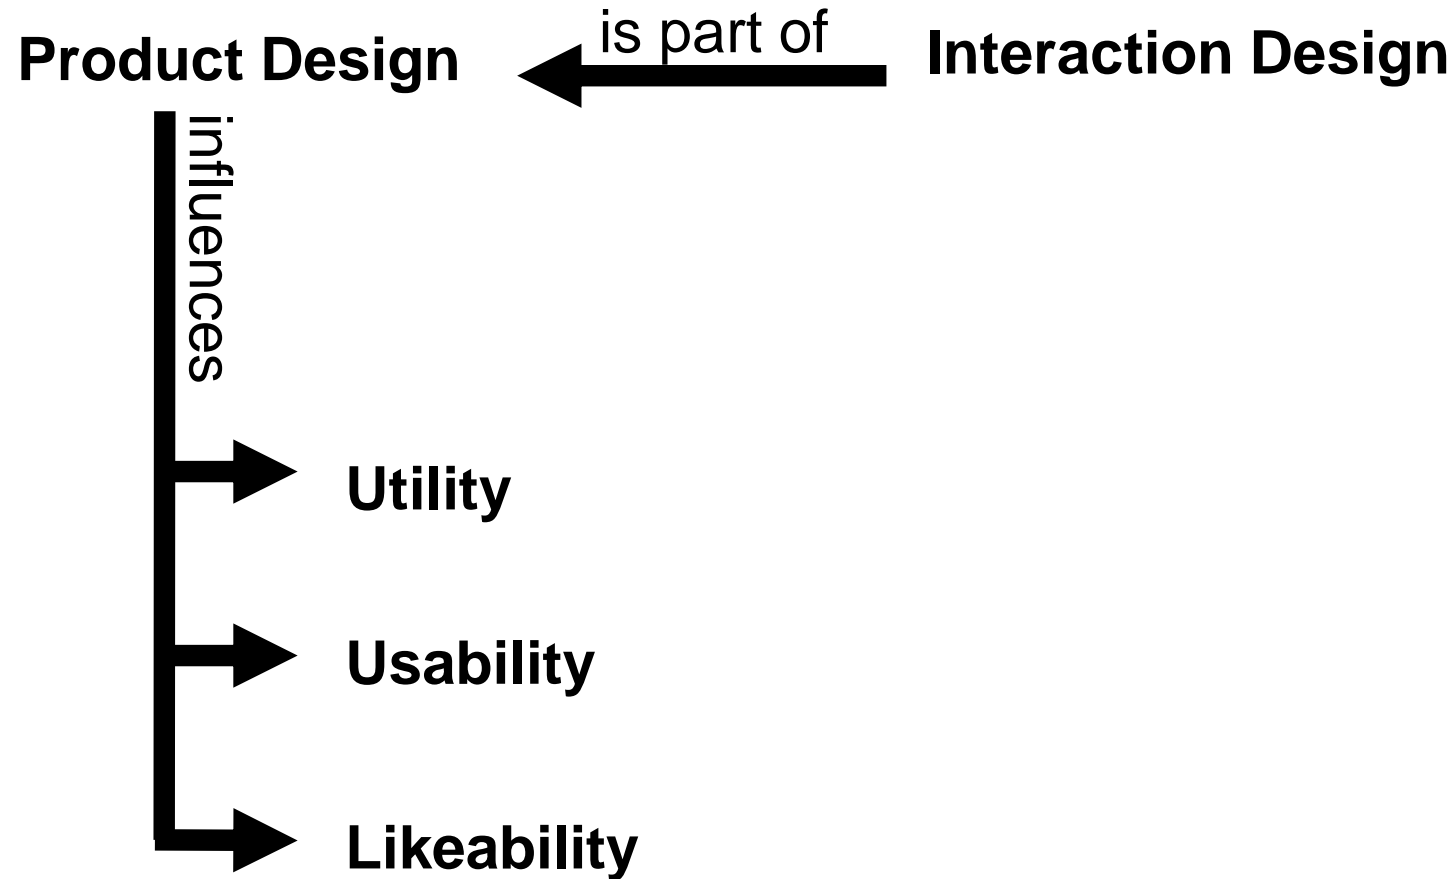 Product Design
is part of
Interaction Design
influences
Utility
Usability
Likeability